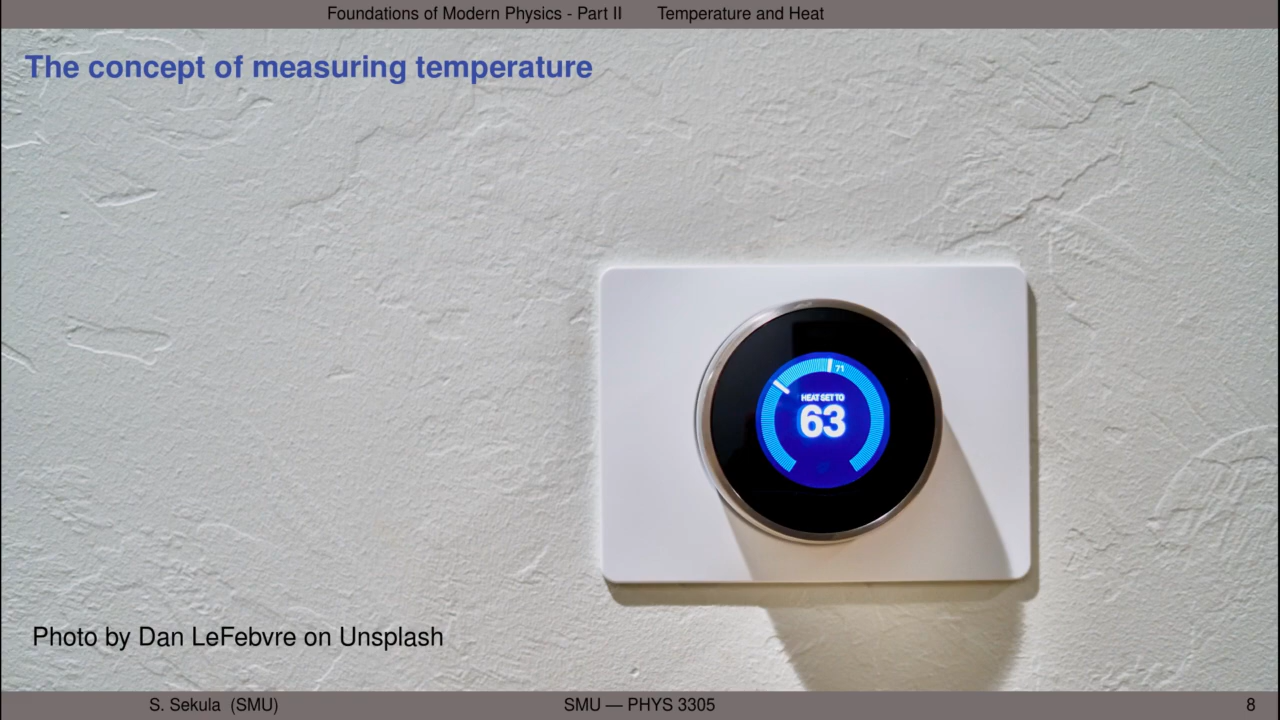 Foundations of Modern Physics - Part II Temperature and Heat
The concept of measuring temperature
71
HEAT SET TO
63
Photo by Dan LeFebvre on Unsplash
S. Sekula (SMU) SMU — PHYS 3305 8